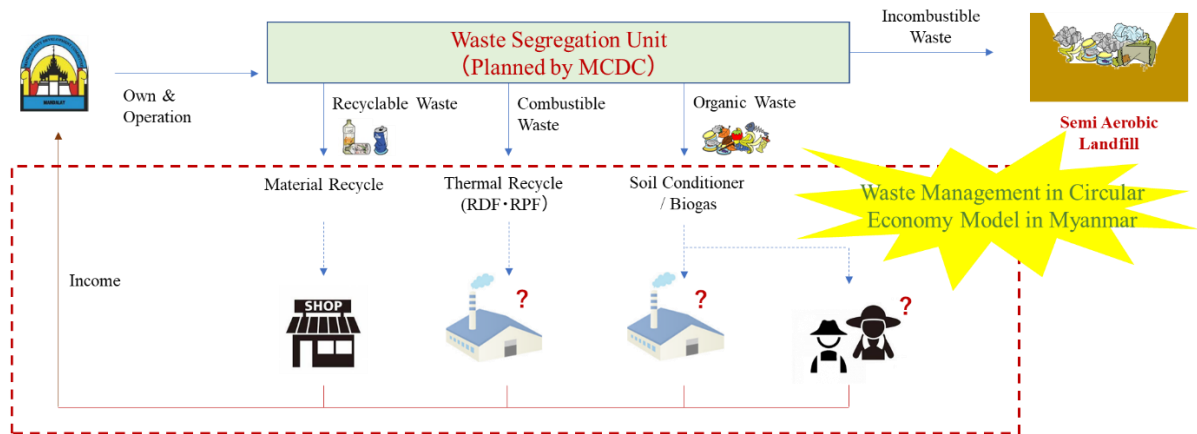 Waste Segregation Unit
(Planned by MCDC)
Incombustible
Waste
Own &
Operation
Recyclable Waste
Combustible
Waste
Organic Waste
Semi Aerobic
Landfill
Material Recycle
Thermal Recycle
(RDF・RPF)
Soil Conditioner
/ Biogas
Waste Management in Circular
Economy Model in Myanmar
Income
SHOP
?
?
?